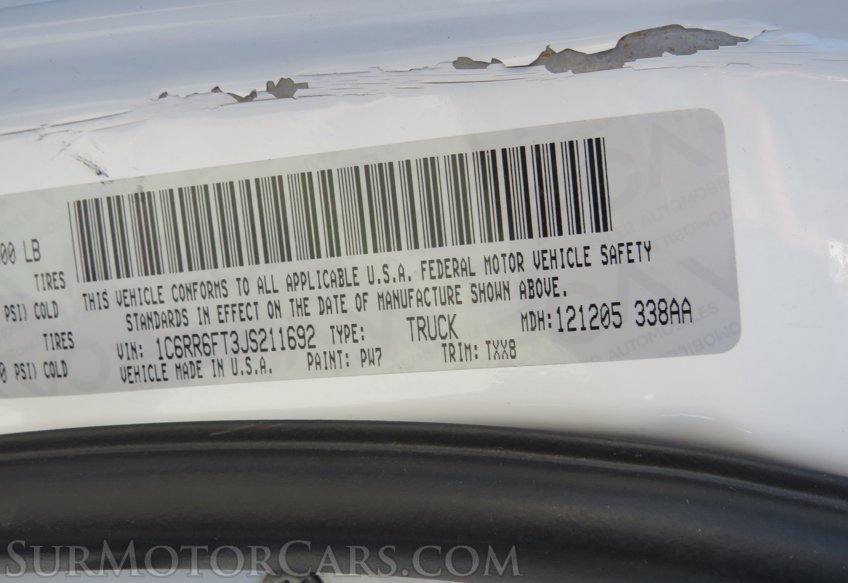 00 LB
TIRES
PSI) COLD
TIRES
0 PSI) COLD
THIS VEHICLE CONFORMS TO ALL APPLICABLE U.S.A. FEDERAL MOTOR VEHICLE SAFETY
STANDARDS IN EFFECT ON THE DATE OF MANUFACTURE SHOWN ABOVE.
VIN: 1C6RR6FT3JS211692 TYPE: TRUCK MDH: 121205 338AA
VEHICLE MADE IN U.S.A. PAINT: PW7 TRIM: TXX8
SurMotorCars.com